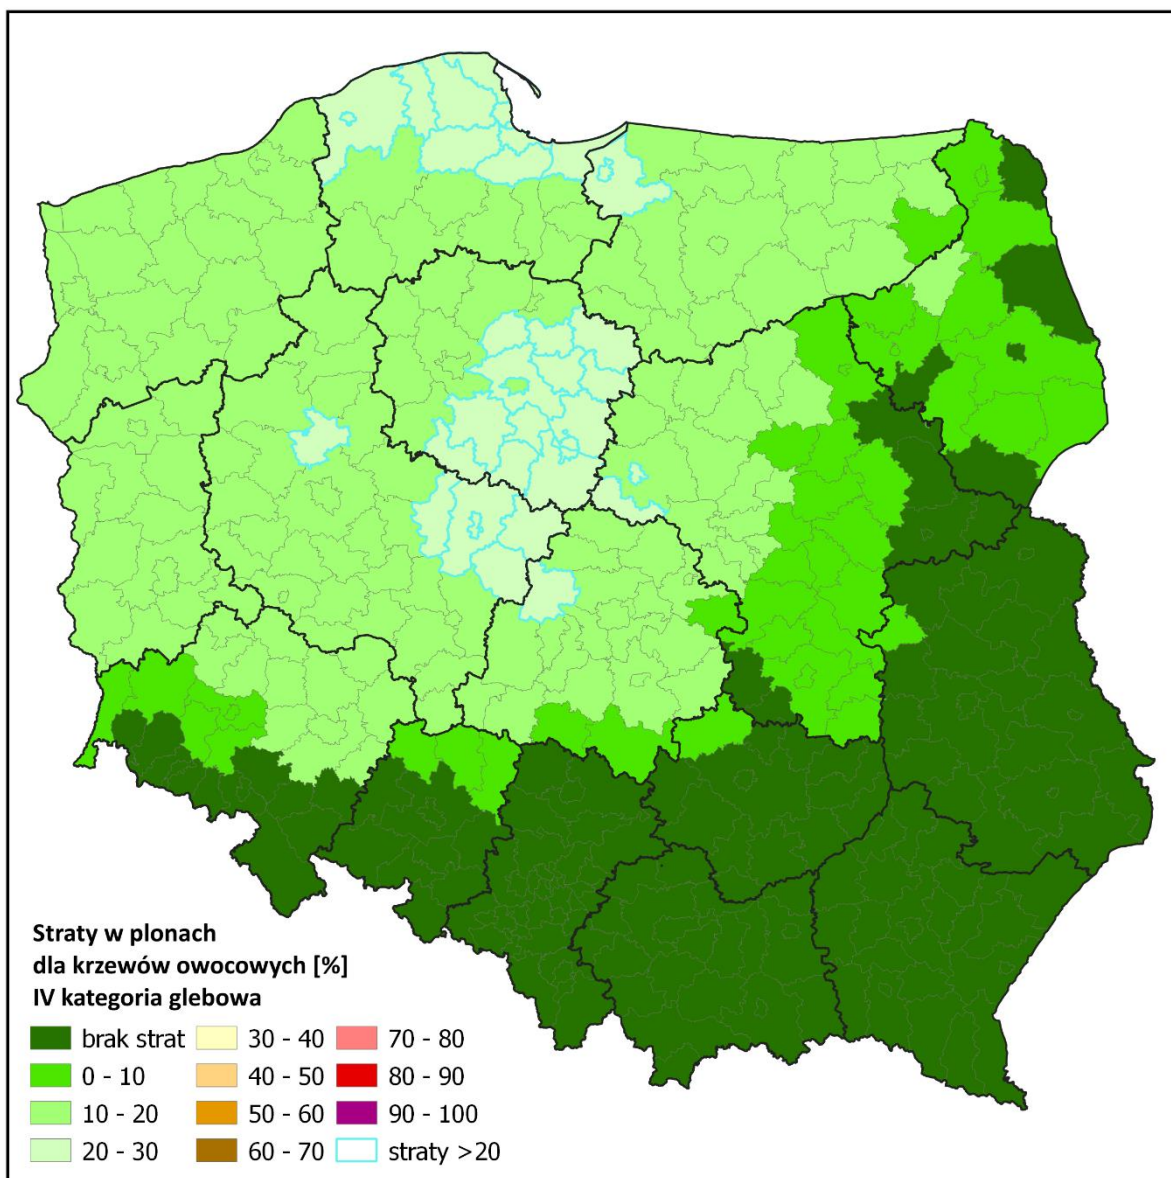 Straty w plonach
dla krzewów owocowych [%]
IV kategoria glebowa
brak strat
0 - 10
10 - 20
20 - 30
30 - 40
40 - 50
50 - 60
60 - 70
70 - 80
80 - 90
90 - 100
straty >20